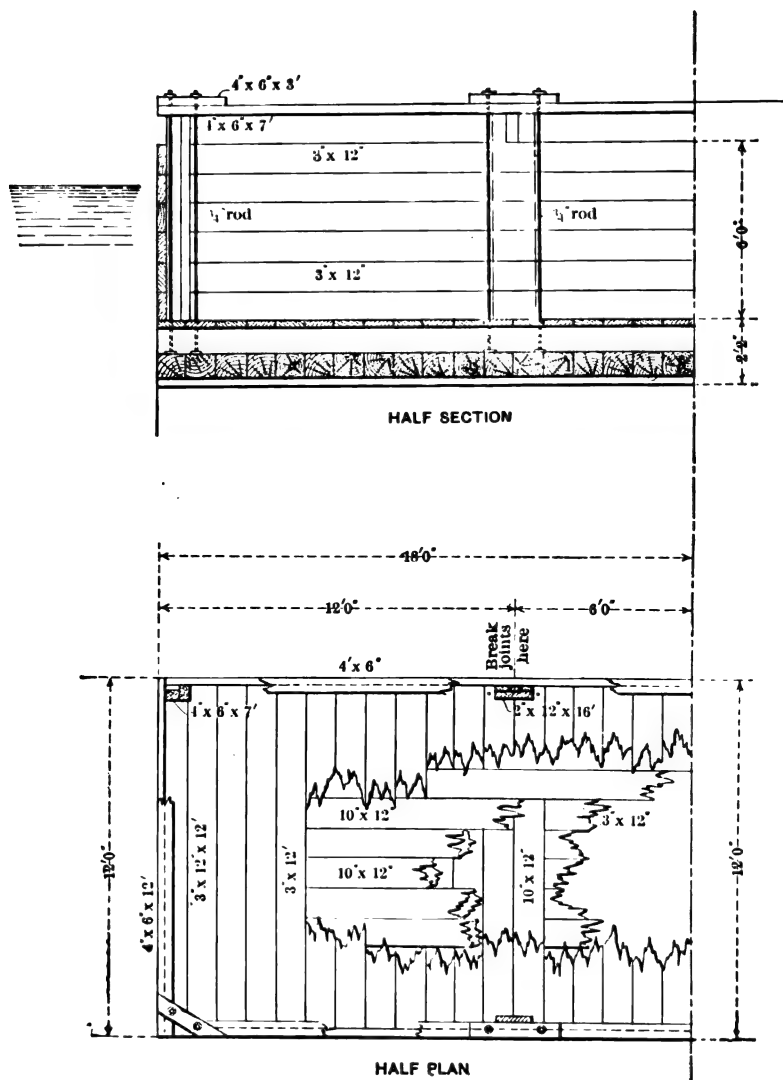 4" x 6" x 3'
4" x 6" x 7'
3" x 12"
¾" rod
¾" rod
6'0"
3" x 12"
2'2"
HALF SECTION
18'0"
12'0"
6'0"
Break
joints
here
4' x 6"
4" x 6" x 7'
2" x 12" x 16'
10" x 12"
3" x 12"
12'0"
4" x 6" x 12'
3" x 12" x 12'
3" x 12'
10" x 12"
10" x 12"
12'0"
HALF PLAN